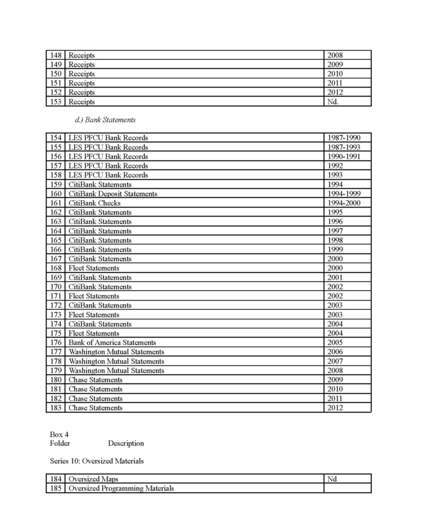 148 Receipts 2008
149 Receipts 2009
150 Receipts 2010
151 Receipts 2011
152 Receipts 2012
153 Receipts Nd.
d.) Bank Statements
154 LES PFCU Bank Records 1987-1990
155 LES PFCU Bank Records 1987-1993
156 LES PFCU Bank Records 1990-1991
157 LES PFCU Bank Records 1992
158 LES PFCU Bank Records 1993
159 CitiBank Statements 1994
160 CitiBank Deposit Statements 1994-1999
161 CitiBank Checks 1994-2000
162 CitiBank Statements 1995
163 CitiBank Statements 1996
164 CitiBank Statements 1997
165 CitiBank Statements 1998
166 CitiBank Statements 1999
167 CitiBank Statements 2000
168 Fleet Statements 2000
169 CitiBank Statements 2001
170 CitiBank Statements 2002
171 Fleet Statements 2002
172 CitiBank Statements 2003
173 Fleet Statements 2003
174 CitiBank Statements 2004
175 Fleet Statements 2004
176 Bank of America Statements 2005
177 Washington Mutual Statements 2006
178 Washington Mutual Statements 2007
179 Washington Mutual Statements 2008
180 Chase Statements 2009
181 Chase Statements 2010
182 Chase Statements 2011
183 Chase Statements 2012
Box 4
Folder Description
Series 10: Oversized Materials
184 Oversized Maps Nd
185 Oversized Programming Materials